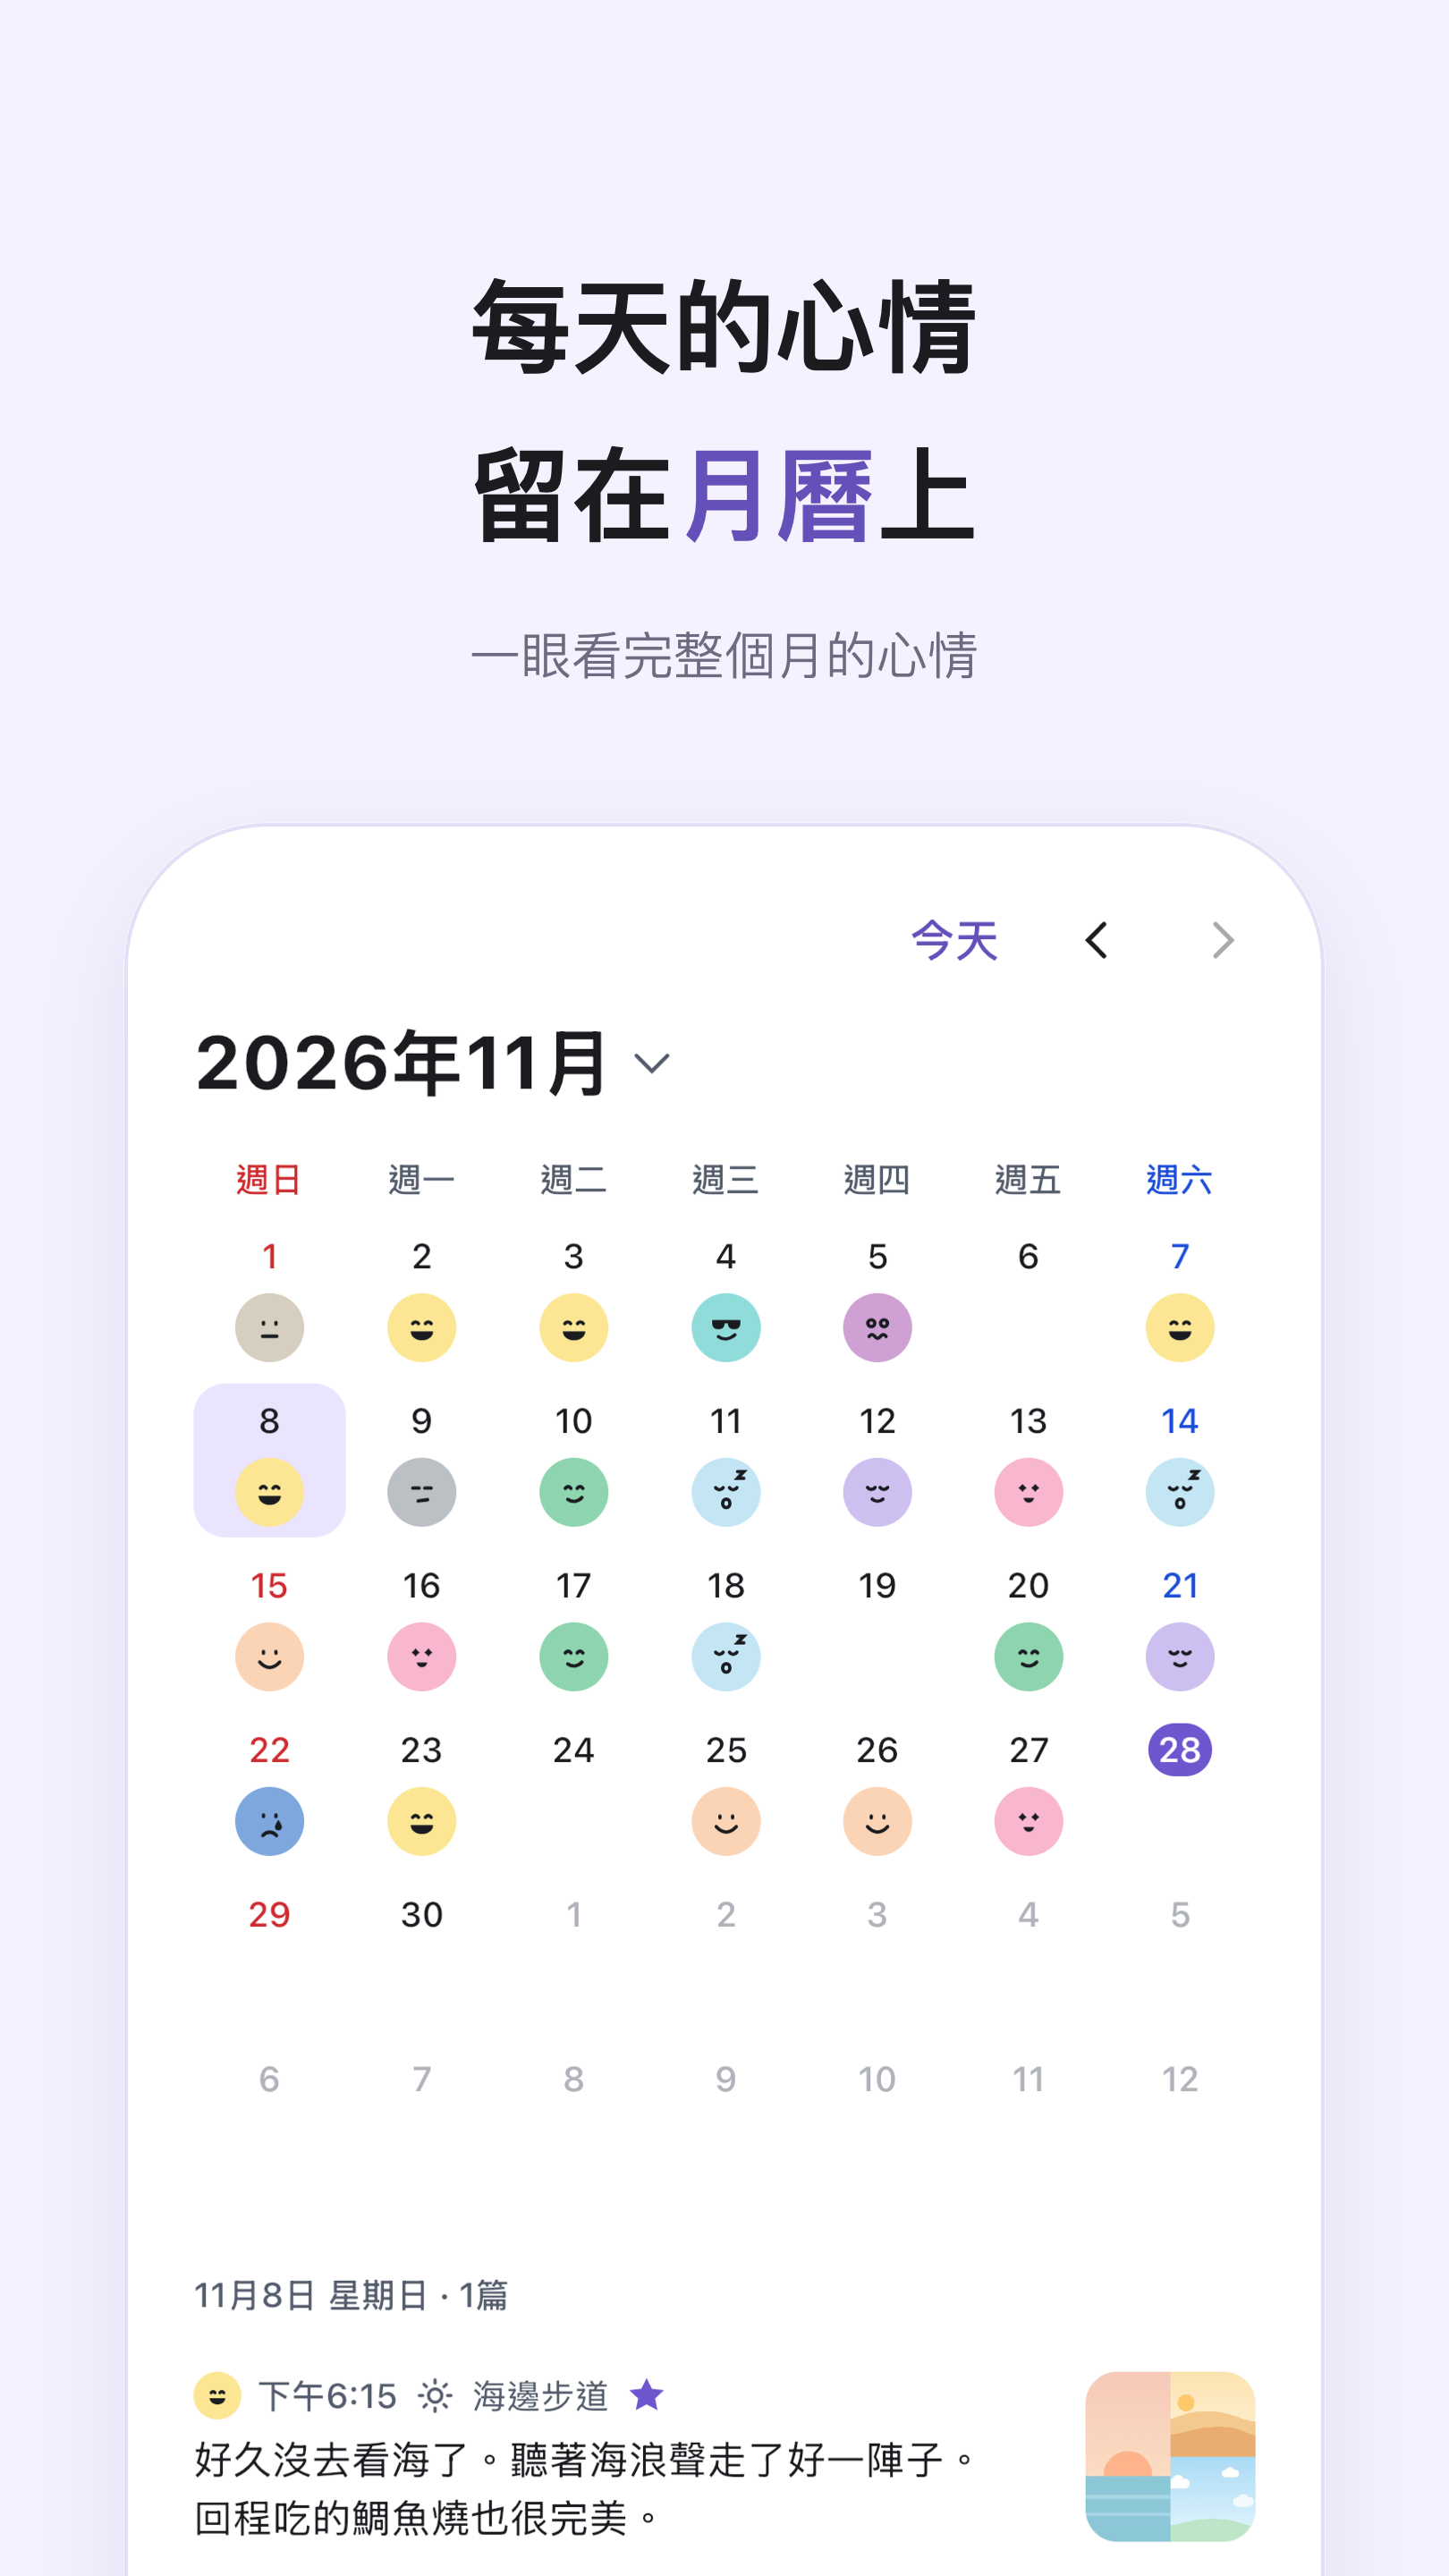 每天的心情
留在月曆上
一眼看完整個月的心情
今天
2026年11月
週日 週一 週二 週三 週四 週五 週六
1 2 3 4 5 6 7
8 9 10 11 12 13 14
15 16 17 18 19 20 21
22 23 24 25 26 27 28
29 30 1 2 3 4 5
6 7 8 9 10 11 12
11月8日 星期日 · 1篇
下午6:15 海邊步道
好久沒去看海了。聽著海浪聲走了好一陣子。
回程吃的鯛魚燒也很完美。